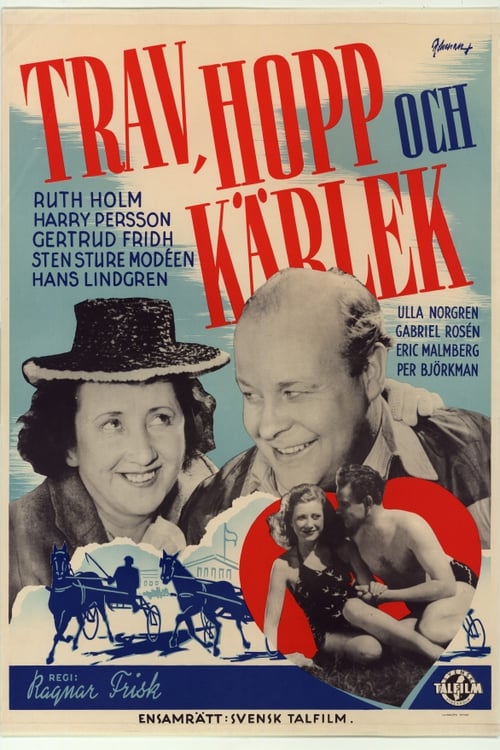 TRAV, HOPP
OCH
KÄRLEK
RUTH HOLM
HARRY PERSSON
GERTRUD FRIDH
STEN STURE MODÉEN
HANS LINDGREN
ULLA NORGREN
GABRIEL ROSÉN
ERIC MALMBERG
PER BJÖRKMAN
REGI:
Ragnar Frisk
TALFILM
ENSAMRÄTT: SVENSK TALFILM.